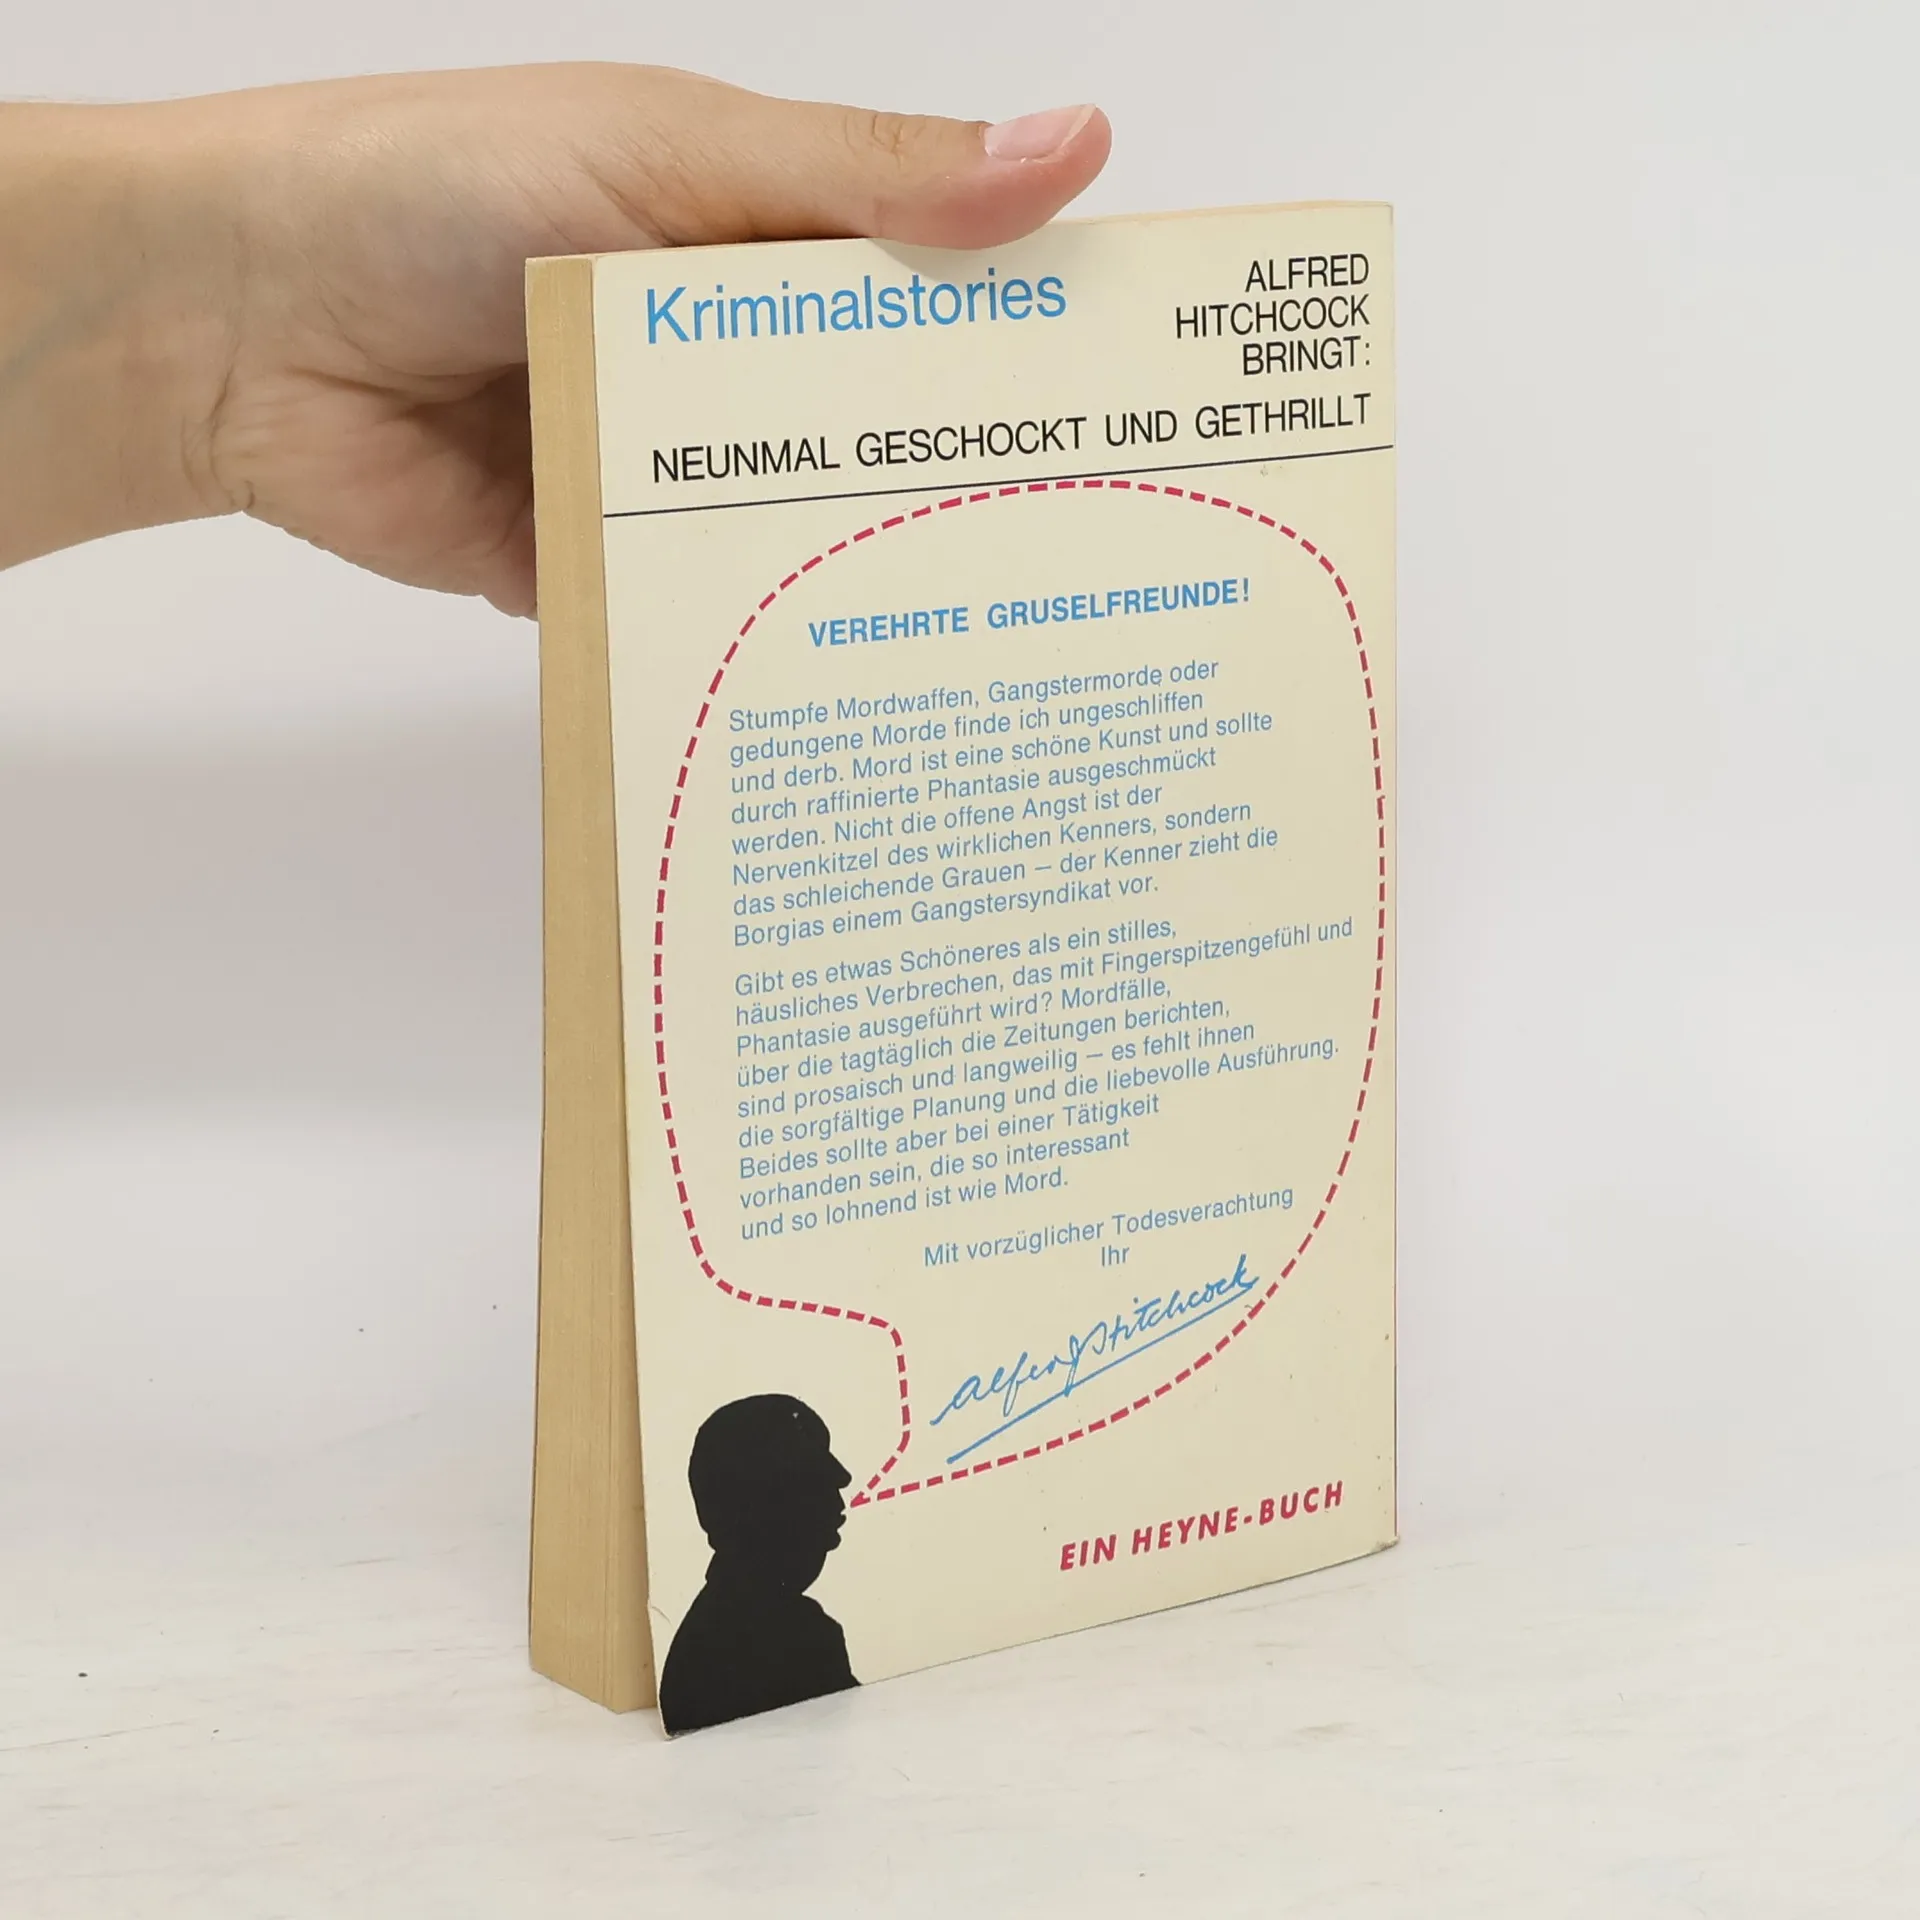 Kriminalstories
ALFRED
HITCHCOCK
BRINGT:
NEUNMAL GESCHOCKT UND GETHRILLT
VEREHRTE GRUSELFREUNDE!
Stumpfe Mordwaffen, Gangstermorde oder
gedungene Morde finde ich ungeschliffen
und derb. Mord ist eine schöne Kunst und sollte
durch raffinierte Phantasie ausgeschmückt
werden. Nicht die offene Angst ist der
Nervenkitzel des wirklichen Kenners, sondern
das schleichende Grauen – der Kenner zieht die
Borgias einem Gangstersyndikat vor.
Gibt es etwas Schöneres als ein stilles,
häusliches Verbrechen, das mit Fingerspitzengefühl und
Phantasie ausgeführt wird? Mordfälle,
über die tagtäglich die Zeitungen berichten,
sind prosaisch und langweilig – es fehlt ihnen
die sorgfältige Planung und die liebevolle Ausführung.
Beides sollte aber bei einer Tätigkeit
vorhanden sein, die so interessant
und so lohnend ist wie Mord.
Mit vorzüglicher Todesverachtung
Ihr
Alfred Hitchcock
EIN HEYNE-BUCH